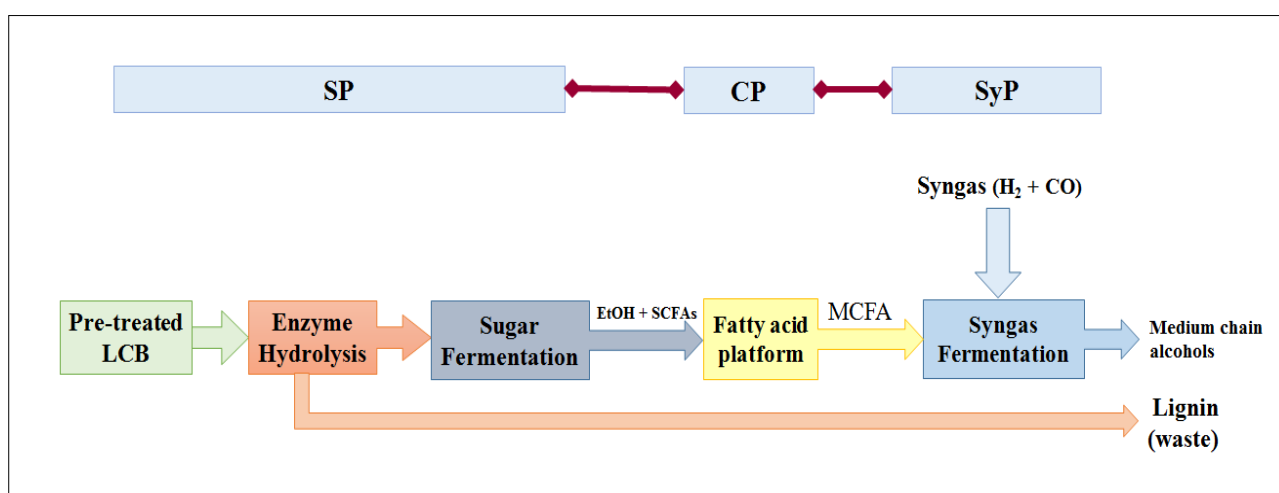 SP
CP
SyP
Syngas (H₂ + CO)
Pre-treated
LCB
Enzyme
Hydrolysis
Sugar
Fermentation
EtOH + SCFAs
Fatty acid
platform
MCFA
Syngas
Fermentation
Medium chain
alcohols
Lignin
(waste)